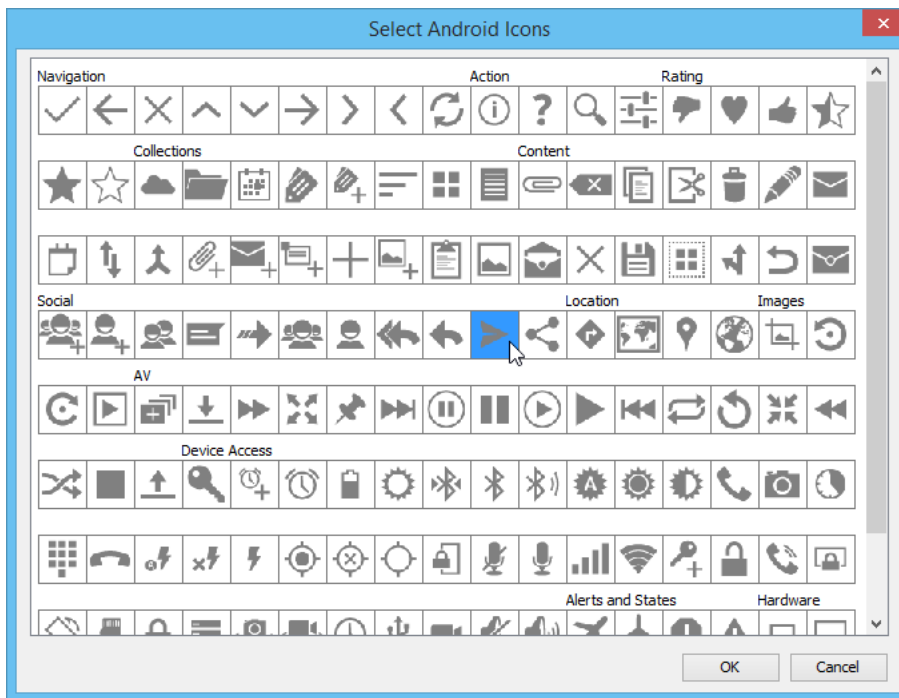 Select Android Icons
Navigation Action Rating
Collections Content
Social Location Images
AV
Device Access
Alerts and States Hardware
OK Cancel